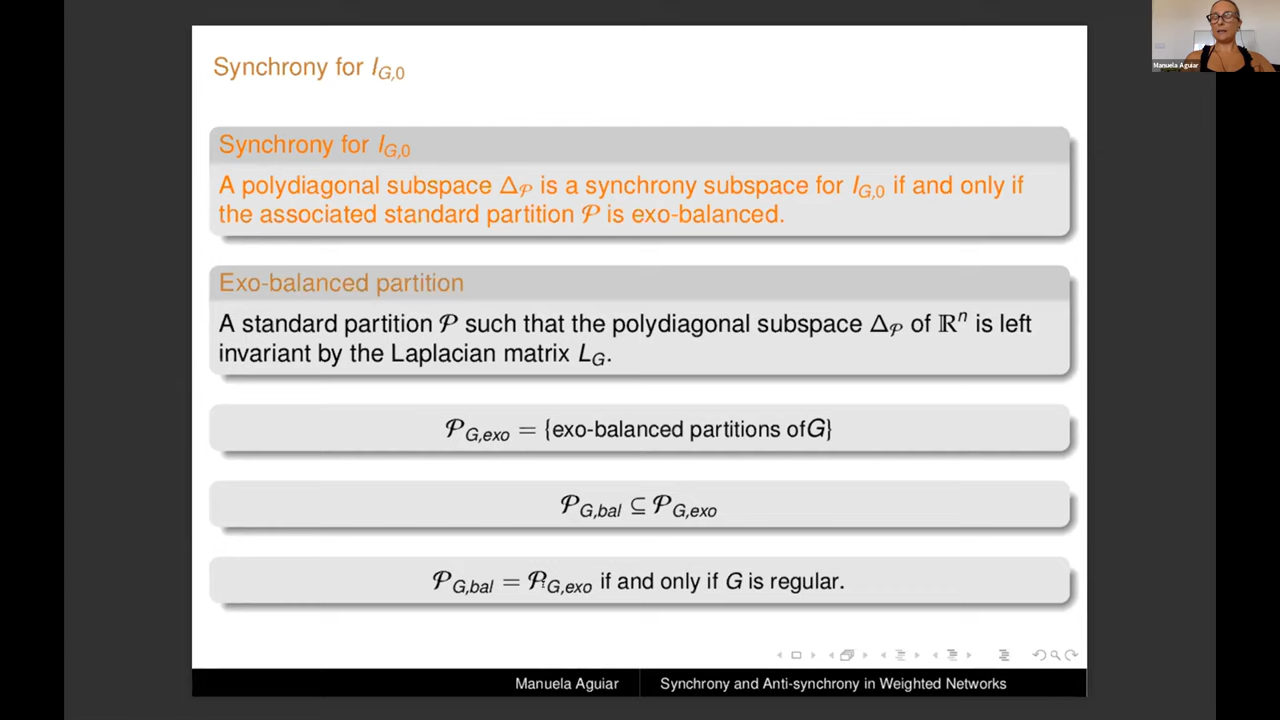 Synchrony for I_{G,0}
Manuela Aguiar
Synchrony for I_{G,0}
A polydiagonal subspace Δ_𝒫 is a synchrony subspace for I_{G,0} if and only if
the associated standard partition 𝒫 is exo-balanced.
Exo-balanced partition
A standard partition 𝒫 such that the polydiagonal subspace Δ_𝒫 of ℝⁿ is left
invariant by the Laplacian matrix L_G.
𝒫_{G,exo} = {exo-balanced partitions ofG}
𝒫_{G,bal} ⊆ 𝒫_{G,exo}
𝒫_{G,bal} = 𝒫_{G,exo} if and only if G is regular.
Manuela Aguiar Synchrony and Anti-synchrony in Weighted Networks